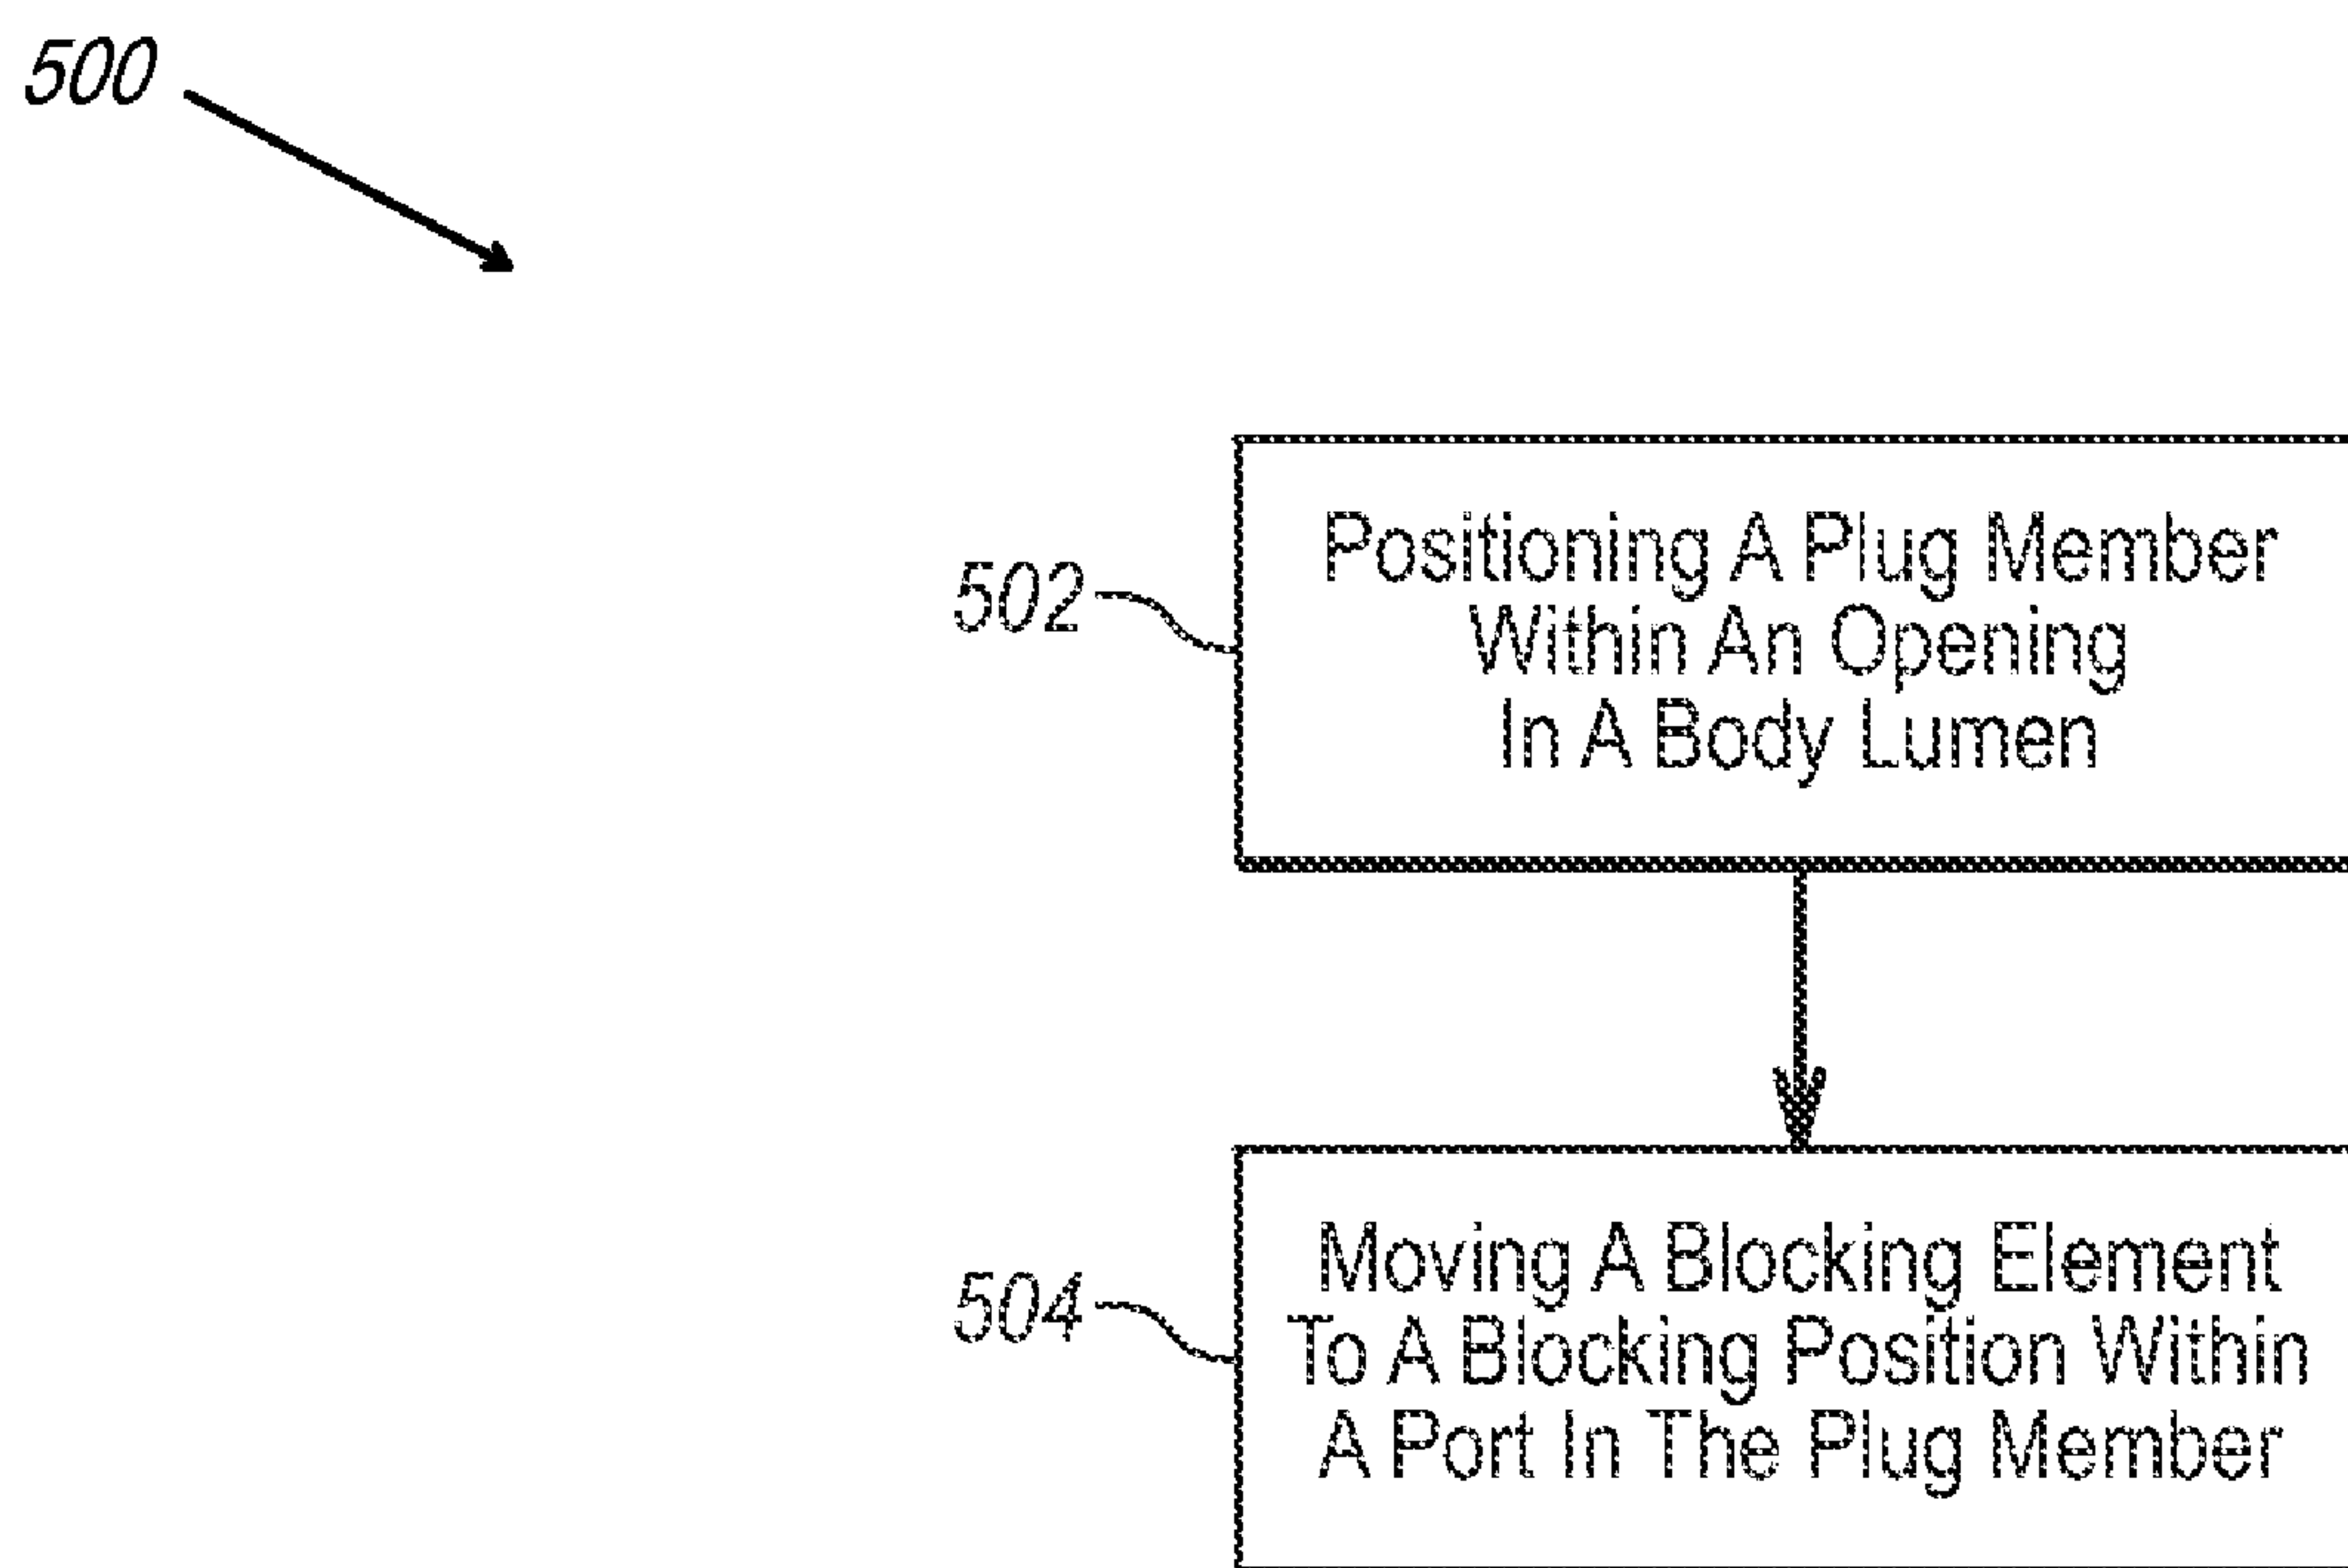 500
502
Positioning A Plug Member
Within An Opening
In A Body Lumen
504
Moving A Blocking Element
To A Blocking Position Within
A Port In The Plug Member